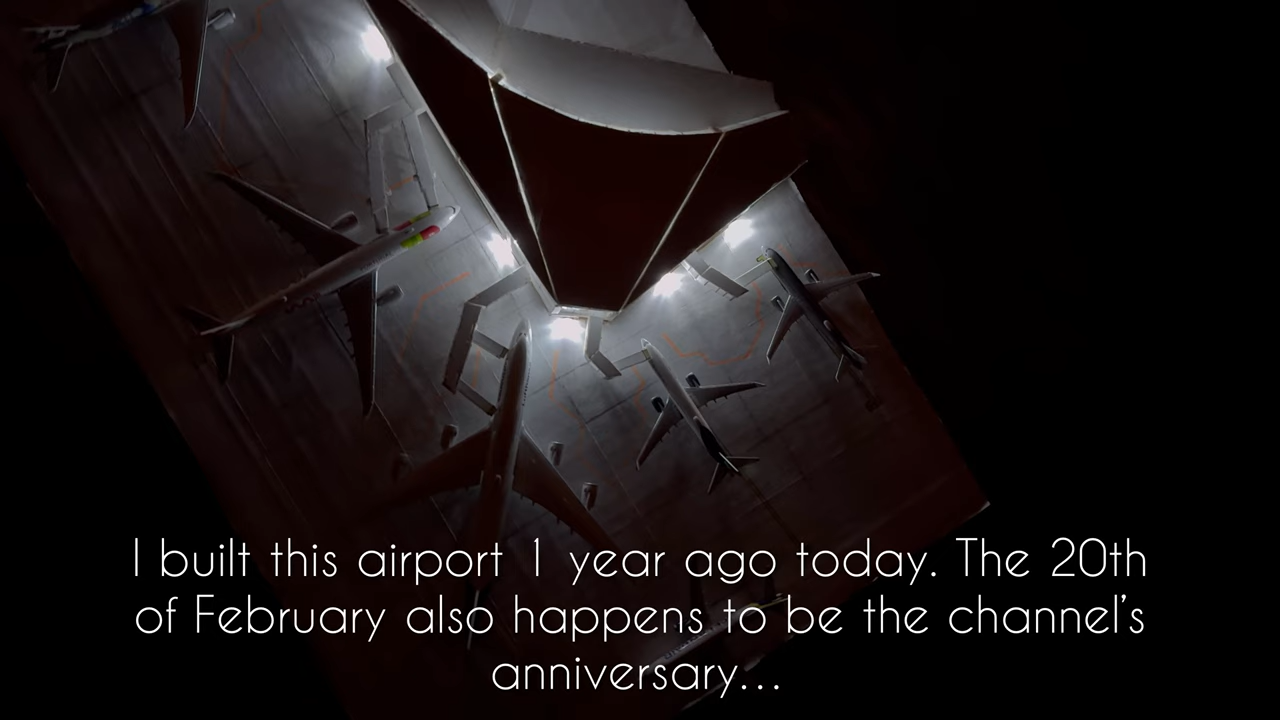 I built this airport 1 year ago today. The 20th
of February also happens to be the channel's
anniversary...